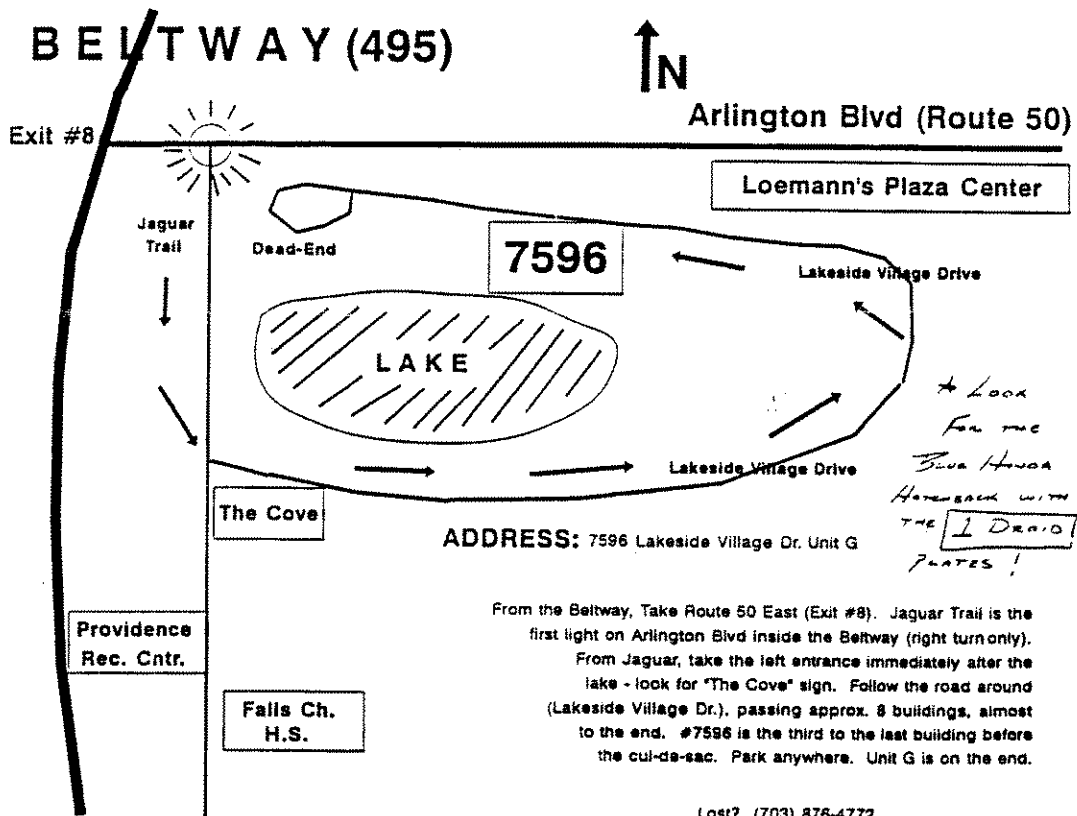 BELTWAY (495)
N
Arlington Blvd (Route 50)
Exit #8
Loemann's Plaza Center
Jaguar
Trail
Dead-End
7596
Lakeside Village Drive
LAKE
* LOOK
FOR THE
BLUE HONDA
HATCHBACK WITH
THE 1 DROID
PLATES!
Lakeside Village Drive
The Cove
ADDRESS: 7596 Lakeside Village Dr. Unit G
From the Beltway, Take Route 50 East (Exit #8). Jaguar Trail is the
first light on Arlington Blvd inside the Beltway (right turn only).
From Jaguar, take the left entrance immediately after the
lake - look for "The Cove" sign. Follow the road around
(Lakeside Village Dr.), passing approx. 8 buildings, almost
to the end. #7596 is the third to the last building before
the cul-de-sac. Park anywhere. Unit G is on the end.
Providence
Rec. Cntr.
Falls Ch.
H.S.
Lost? (703) 876-4772